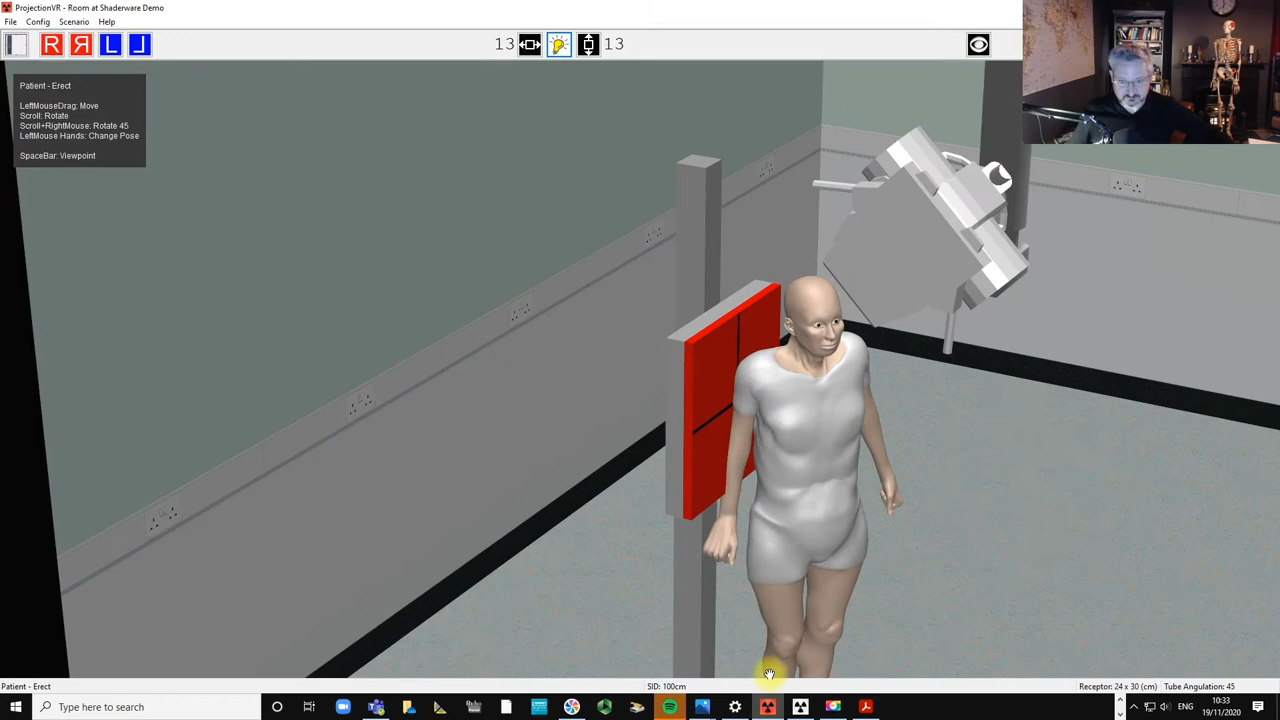 ProjectionVR - Room at Shaderware Demo
File Config Scenario Help
R R L L 13 13
Patient - Erect
LeftMouseDrag: Move
Scroll: Rotate
Scroll+RightMouse: Rotate 45
LeftMouse Hands: Change Pose
SpaceBar: Viewpoint
Patient - Erect SID: 100cm Receptor: 24 x 30 (cm) Tube Angulation: 45
Type here to search ENG 10:33
19/11/2020